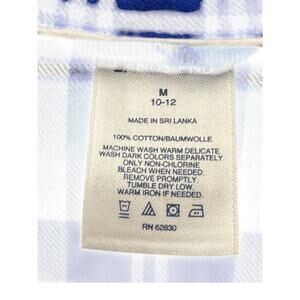 M
10-12
MADE IN SRI LANKA
100% COTTON/BAUMWOLLE
MACHINE WASH WARM DELICATE.
WASH DARK COLORS SEPARATELY
ONLY NON-CHLORINE
BLEACH WHEN NEEDED.
REMOVE PROMPTLY
TUMBLE DRY LOW.
WARM IRON IF NEEDED.
RN 62830